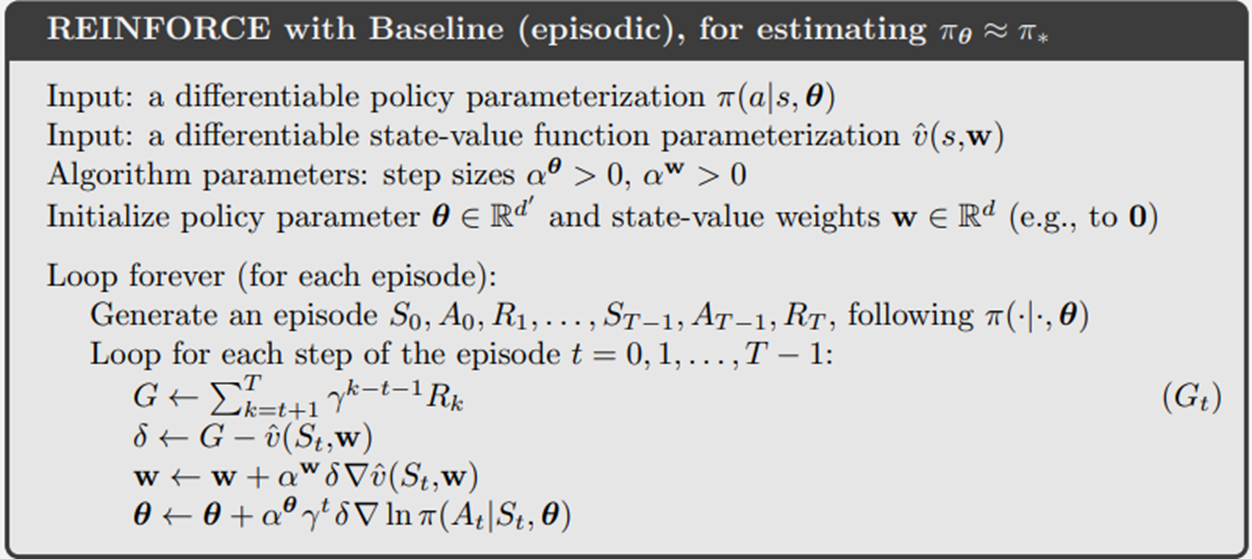 REINFORCE with Baseline (episodic), for estimating π_θ ≈ π_*
Input: a differentiable policy parameterization π(a|s, θ)
Input: a differentiable state-value function parameterization v̂(s,w)
Algorithm parameters: step sizes α^θ > 0, α^w > 0
Initialize policy parameter θ ∈ ℝ^{d′} and state-value weights w ∈ ℝ^d (e.g., to 0)
Loop forever (for each episode):
Generate an episode S_0, A_0, R_1, …, S_{T−1}, A_{T−1}, R_T, following π(·|·, θ)
Loop for each step of the episode t = 0, 1, …, T − 1:
G ← ∑_{k=t+1}^{T} γ^{k−t−1} R_k (G_t)
δ ← G − v̂(S_t,w)
w ← w + α^w δ∇v̂(S_t,w)
θ ← θ + α^θ γ^t δ∇ ln π(A_t|S_t, θ)